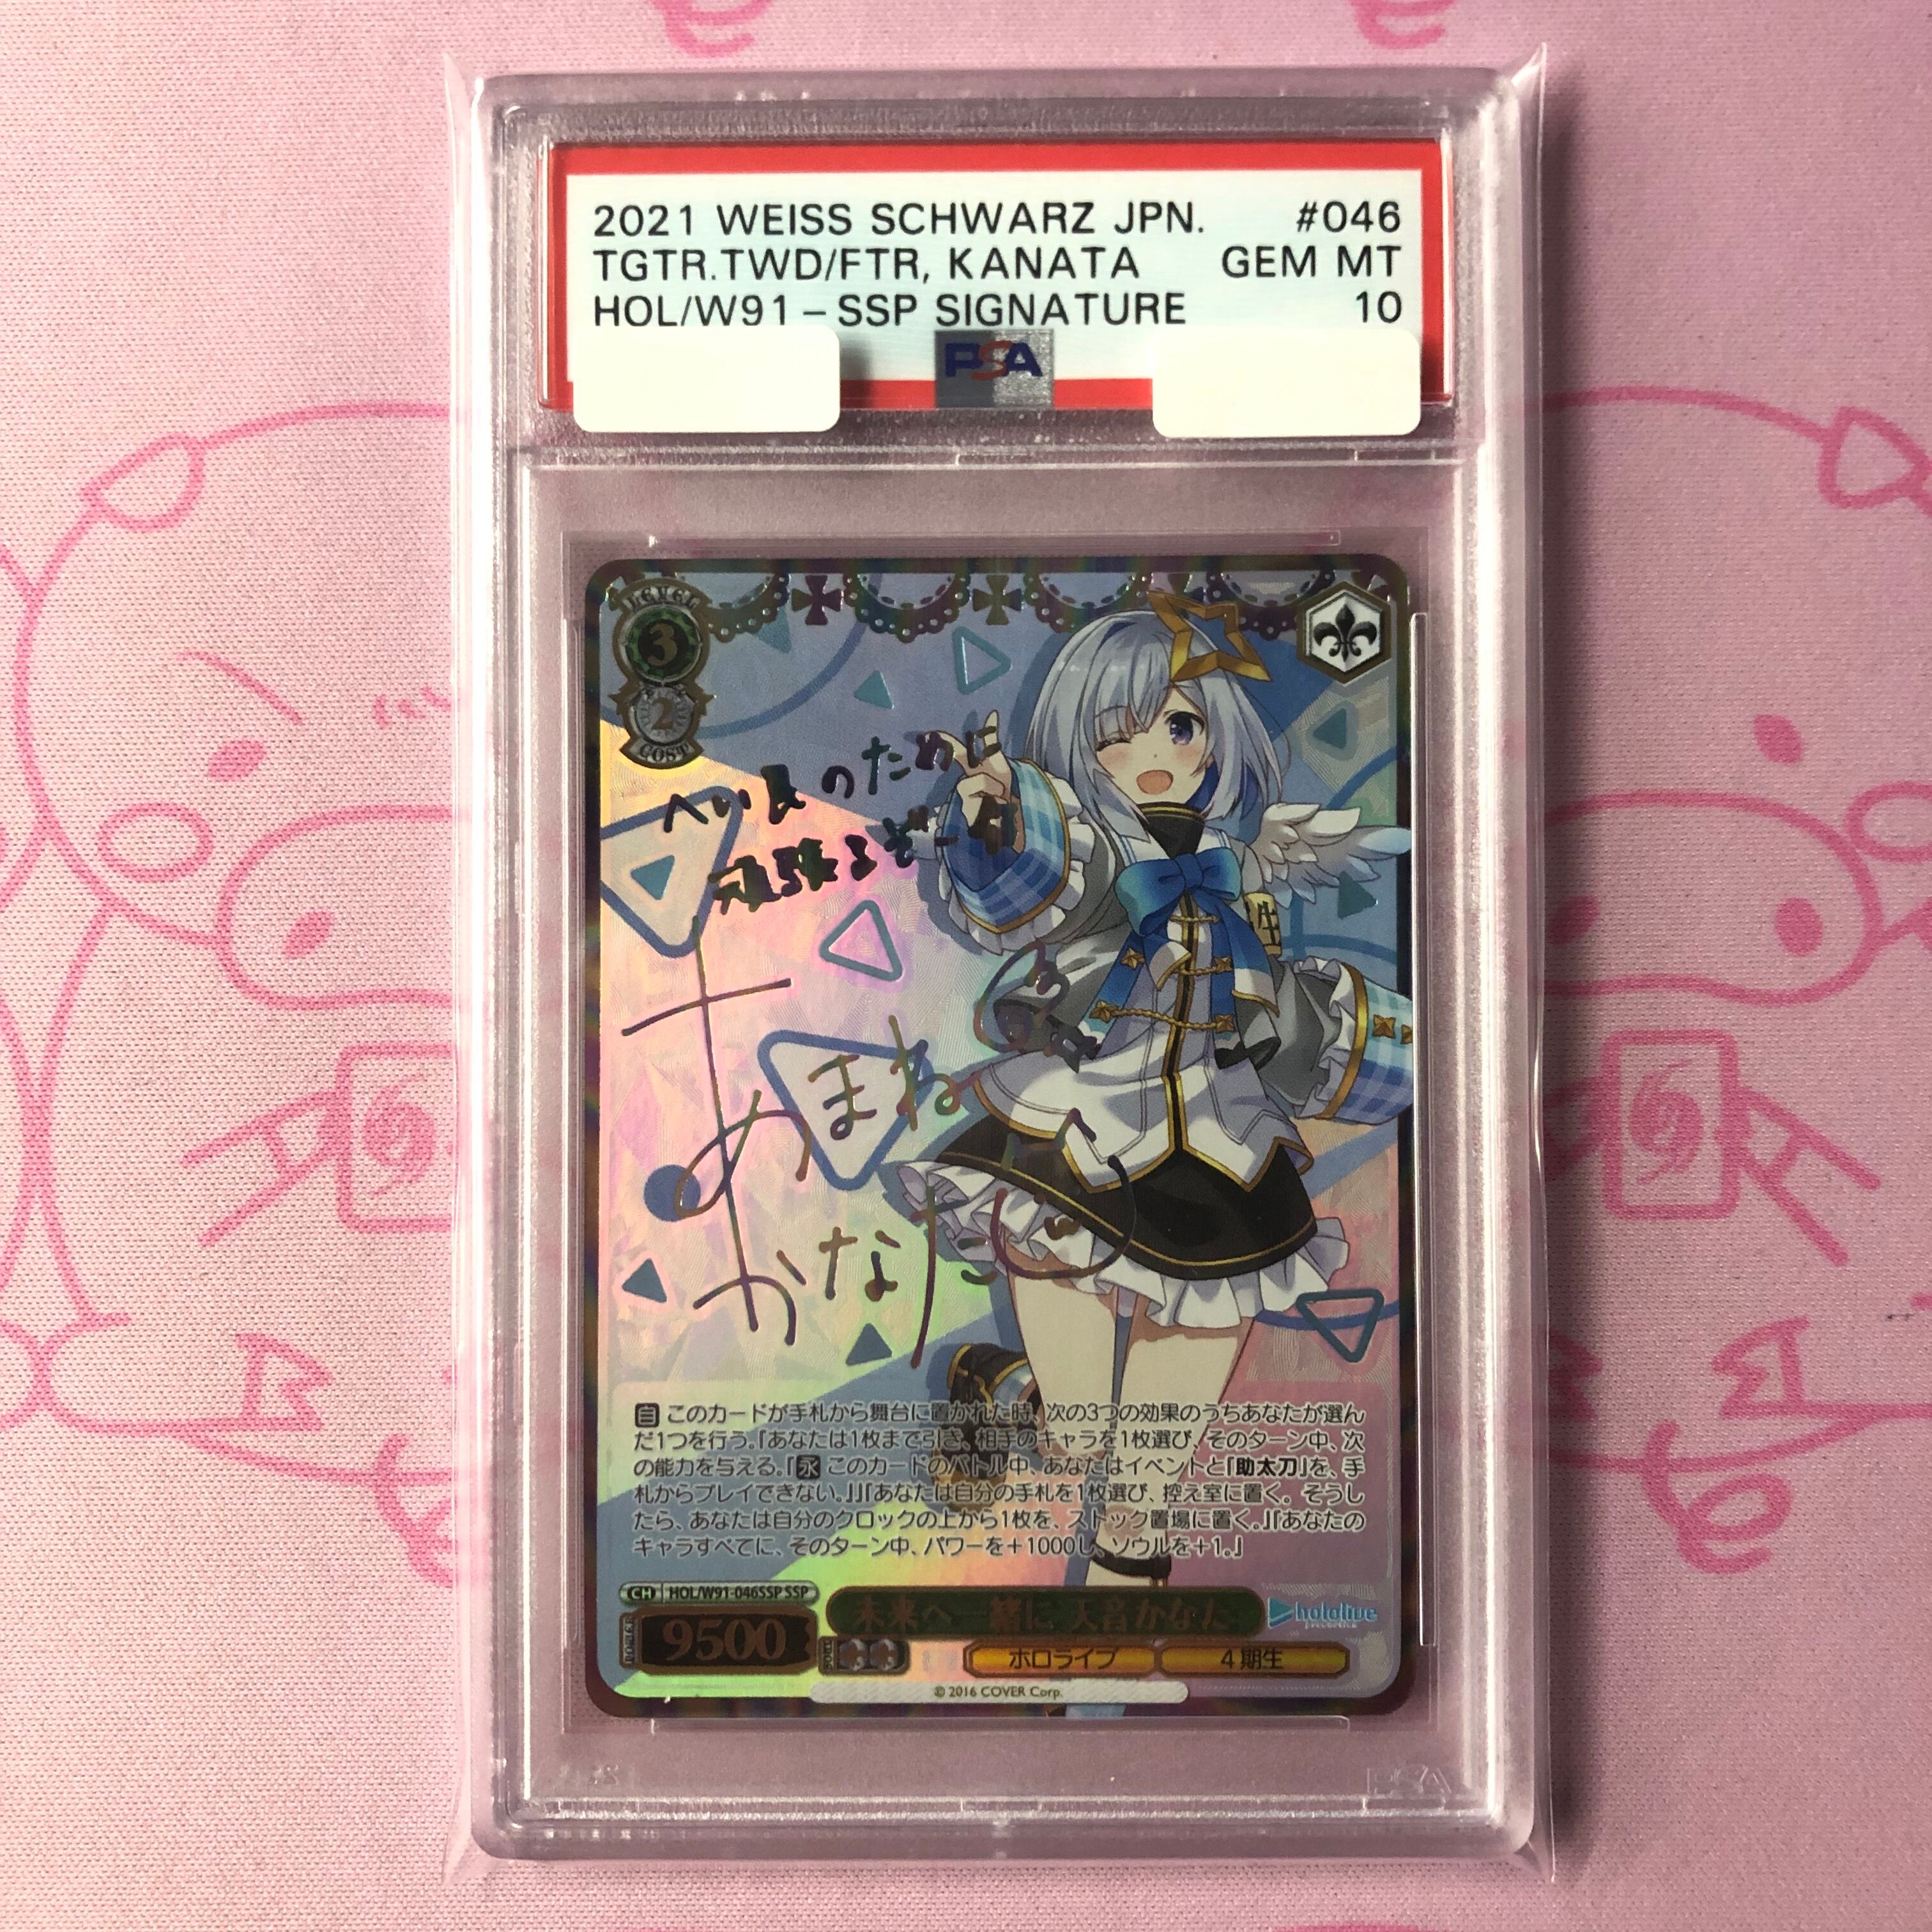 2021 WEISS SCHWARZ JPN. #046
TGTR.TWD/FTR, KANATA GEM MT
HOL/W91-SSP SIGNATURE 10
PSA
LEVEL
3
2
COST
へい民のために
頑張るぞー
あまね
かなた
生
自 このカードが手札から舞台に置かれた時、次の3つの効果のうちあなたが選ん
だ1つを行う。『あなたは1枚まで引き、相手のキャラを1枚選び、そのターン中、次
の能力を与える。『永 このカードのバトル中、あなたはイベントと『助太刀』を、手
札からプレイできない。』』『あなたは自分の手札を1枚選び、控え室に置く。そうし
たら、あなたは自分のクロックの上から1枚を、ストック置場に置く。』『あなたの
キャラすべてに、そのターン中、パワーを+1000し、ソウルを+1。』
CH HOL/W91-046SSP SSP
POWER 9500
未来へ一緒に 天音かなた
hololive
SOUL
ホロライブ
4期生
© 2016 COVER Corp.
PSA